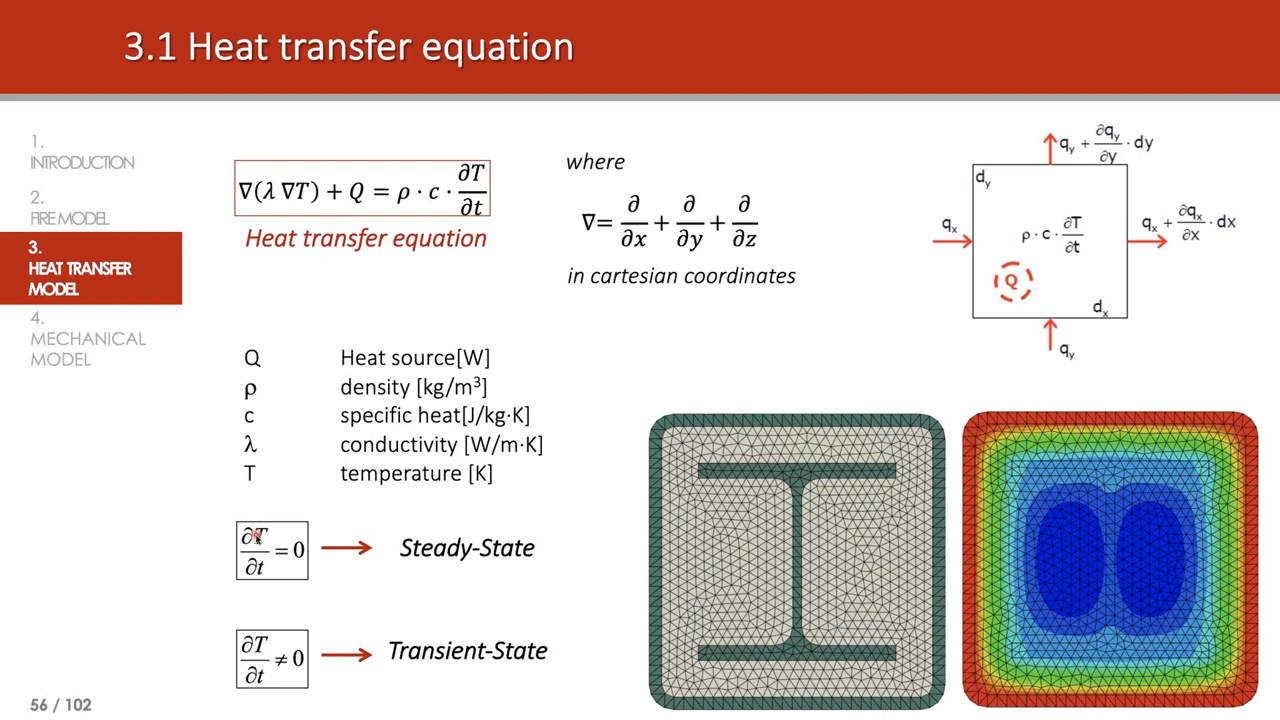 3.1 Heat transfer equation
1.
INTRODUCTION
2.
FIRE MODEL
3.
HEAT TRANSFER
MODEL
4.
MECHANICAL
MODEL
∇(λ ∇T) + Q = ρ · c · ∂T/∂t
Heat transfer equation
where
∇= ∂/∂x + ∂/∂y + ∂/∂z
in cartesian coordinates
q_y + ∂q_y/∂y · dy
d_y
q_x
ρ · c · ∂T/∂t
q_x + ∂q_x/∂x · dx
Q
d_x
q_y
Q Heat source[W]
ρ density [kg/m³]
c specific heat[J/kg·K]
λ conductivity [W/m·K]
T temperature [K]
∂T/∂t = 0 Steady-State
∂T/∂t ≠ 0 Transient-State
56 / 102